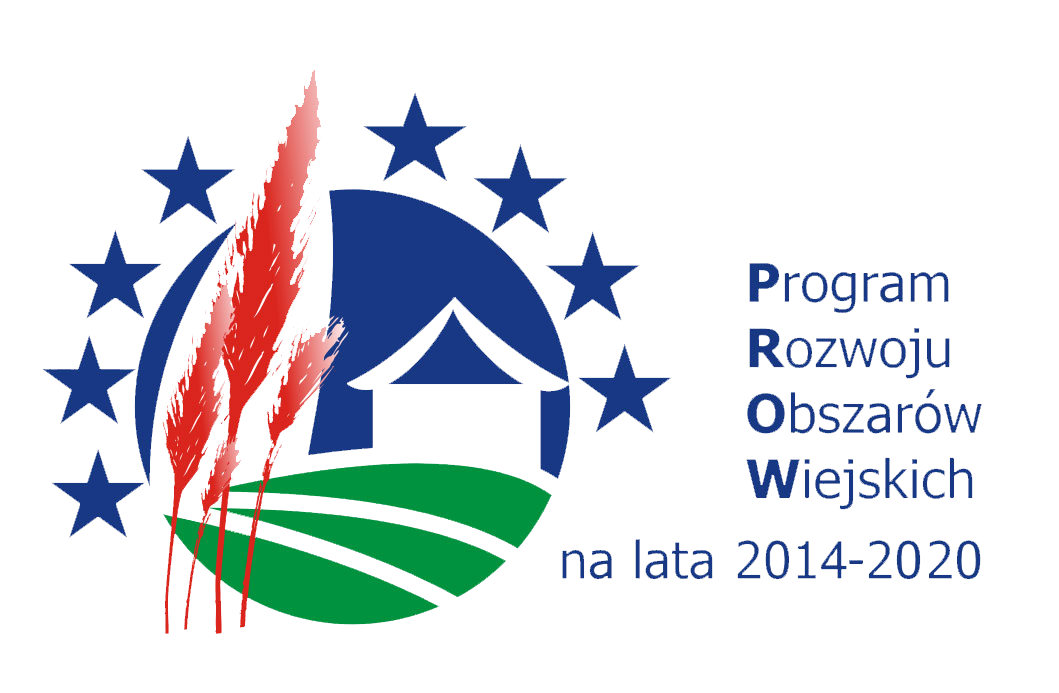 Program
Rozwoju
Obszarów
Wiejskich
na lata 2014-2020